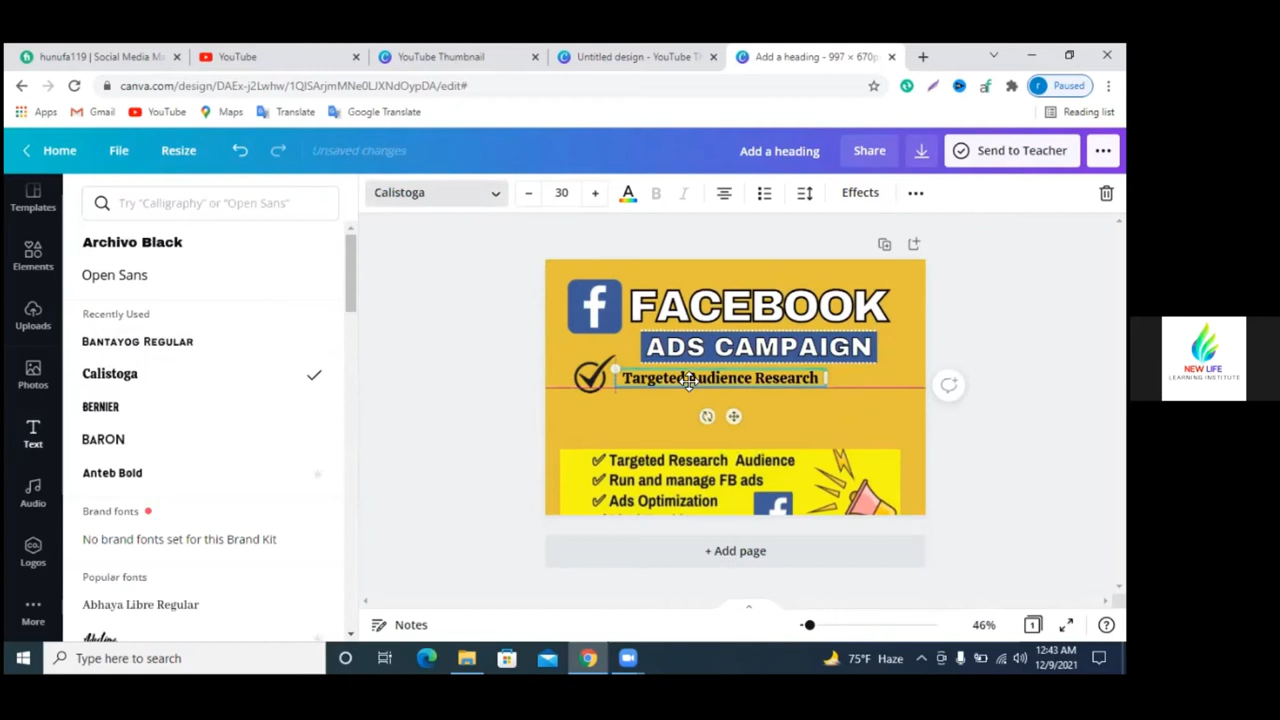 hunufa119 | Social Media Ma
YouTube
YouTube Thumbnail
Untitled design - YouTube Th
Add a heading - 997 × 670p
canva.com/design/DAEx-j2Lwhw/1QlSArjmMNe0LJXNdOypDA/edit#
Paused
Apps
Gmail
YouTube
Maps
Translate
Google Translate
Reading list
Home
File
Resize
Unsaved changes
Add a heading
Share
Send to Teacher
Templates
Elements
Uploads
Photos
Text
Audio
Logos
More
Try "Calligraphy" or "Open Sans"
Archivo Black
Open Sans
Recently Used
BANTAYOG REGULAR
Calistoga
BERNIER
BARON
Anteb Bold
Brand fonts
No brand fonts set for this Brand Kit
Popular fonts
Abhaya Libre Regular
Calistoga
30
A
B
I
Effects
FACEBOOK
ADS CAMPAIGN
Targeted Audience Research
Targeted Research Audience
Run and manage FB ads
Ads Optimization
+ Add page
Notes
46%
1
Type here to search
75°F Haze
12:43 AM
12/9/2021
NEW LIFE
LEARNING INSTITUTE